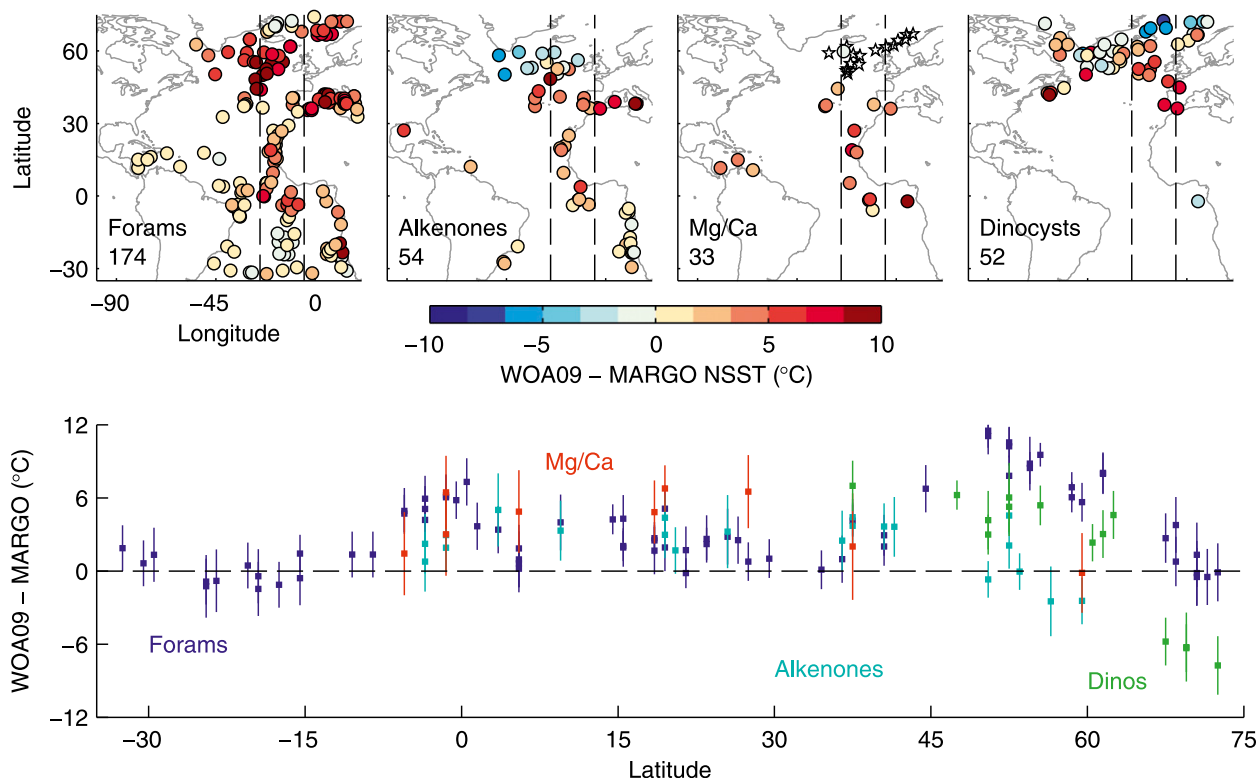 Latitude
60
30
0
−30
Forams
174
Alkenones
54
Mg/Ca
33
Dinocysts
52
−90 −45 0
Longitude
−10 −5 0 5 10
WOA09 − MARGO NSST (°C)
WOA09 − MARGO (°C)
12
6
0
−6
−12
Mg/Ca
Forams
Alkenones
Dinos
−30 −15 0 15 30 45 60 75
Latitude